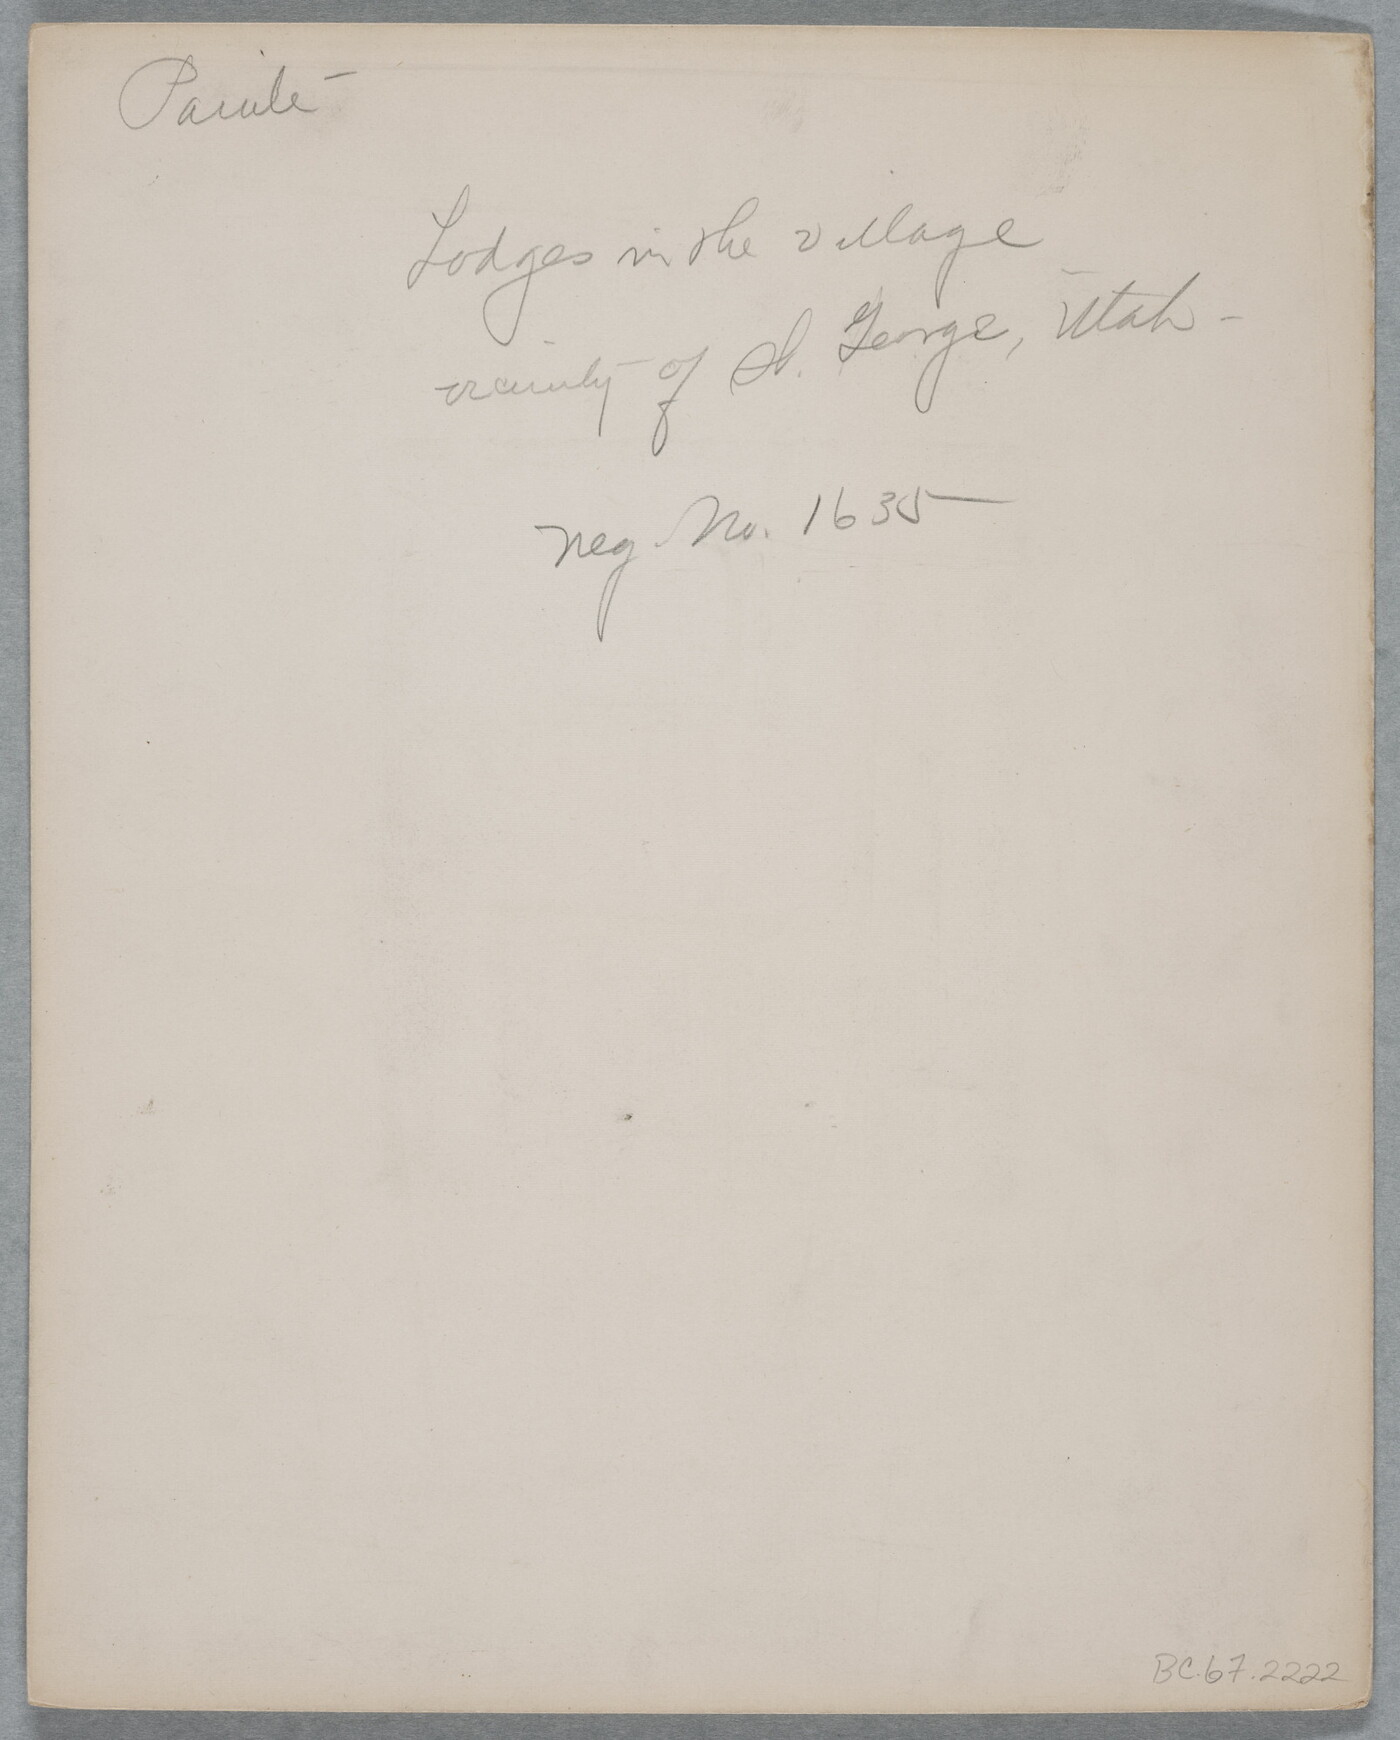 Paiute
Lodges in the village
vicinity of St. George, Utah -
Neg. No. 1635
BC.67.2222